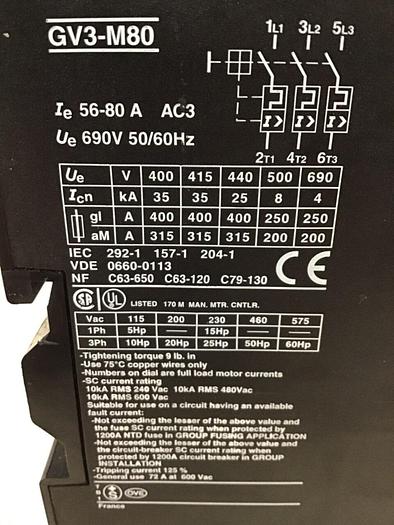 GV3-M80
1L1 3L2 5L3
Ie 56-80 A AC3
Ue 690V 50/60Hz
I> I> I>
2T1 4T2 6T3
Ue V 400 415 440 500 690
Icn kA 35 35 25 8 4
gI A 400 400 400 250 250
aM A 315 315 315 200 200
IEC 292-1 157-1 204-1
VDE 0660-0113
NF C63-650 C63-120 C79-130
CE
SA UL LISTED 170 M MAN. MTR. CNTLR.
Vac 115 200 230 460 575
1Ph 5Hp — 15Hp — —
3Ph 10Hp 20Hp 25Hp 50Hp 60Hp
-Tightening torque 9 lb. in
-Use 75°C copper wires only
-Numbers on dial are full load motor currents
-SC current rating
10kA RMS 240 Vac 10kA RMS 480Vac
10kA RMS 600 Vac
Suitable for use on a circuit having an available
fault current:
-Not exceeding the lesser of the above value and
the fuse SC current rating when protected by
1200A NTD fuse in GROUP FUSING APPLICATION
-Not exceeding the lesser of the above value and
the circuit-breaker SC current rating when
protected by 1200A circuit breaker in GROUP
INSTALLATION
-Tripping current 125 %
-General use 72 A at 600 Vac
OVE
France